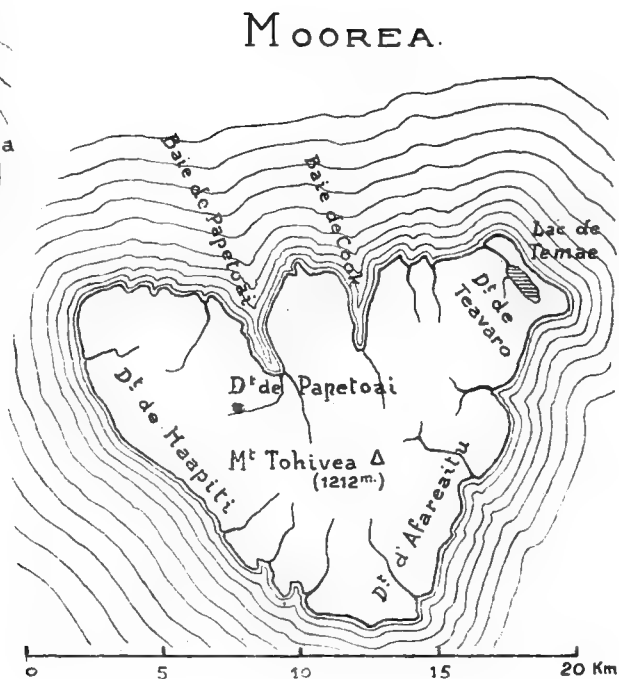 MOOREA.
a
Baie de Papetoai
Baie de Cook
Lac de
Temae
Dt. de
Teavaro
Dt de Papetoai
Dt. de Haapiti
Mt Tohivea Δ
(1212m.)
Dt. d'Afareaitu
0 5 10 15 20 Km